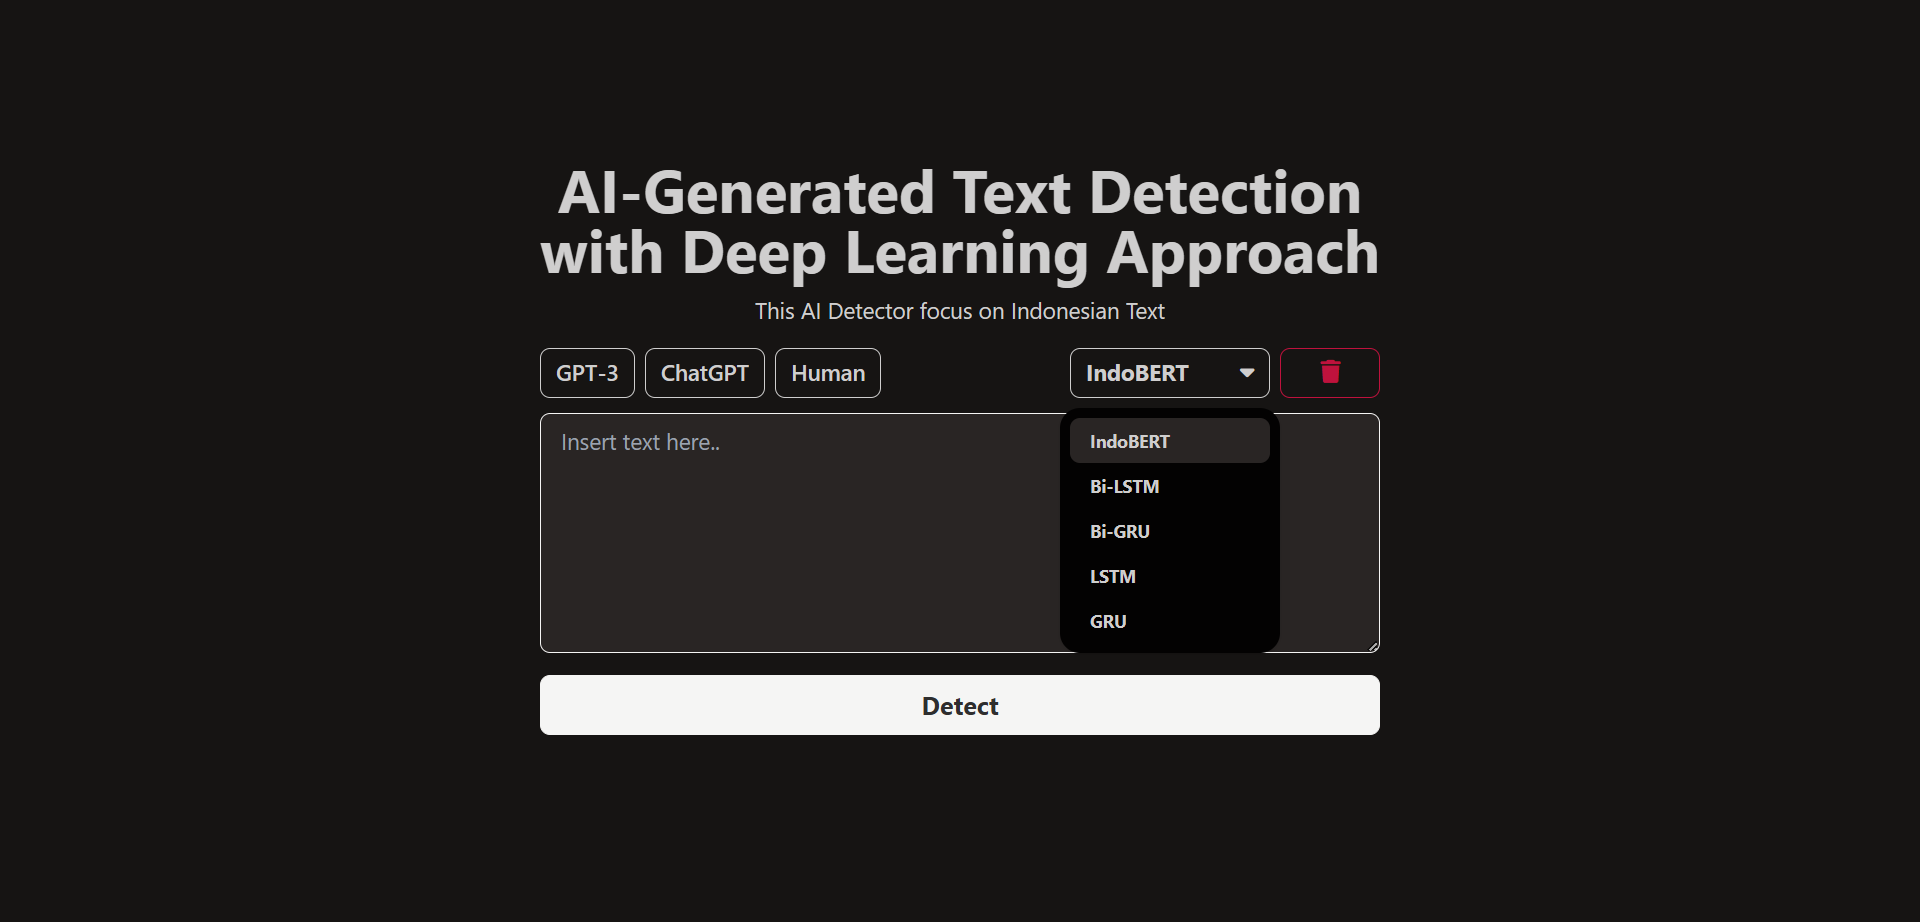 AI-Generated Text Detection
with Deep Learning Approach
This AI Detector focus on Indonesian Text
GPT-3 ChatGPT Human IndoBERT
Insert text here..
IndoBERT
Bi-LSTM
Bi-GRU
LSTM
GRU
Detect